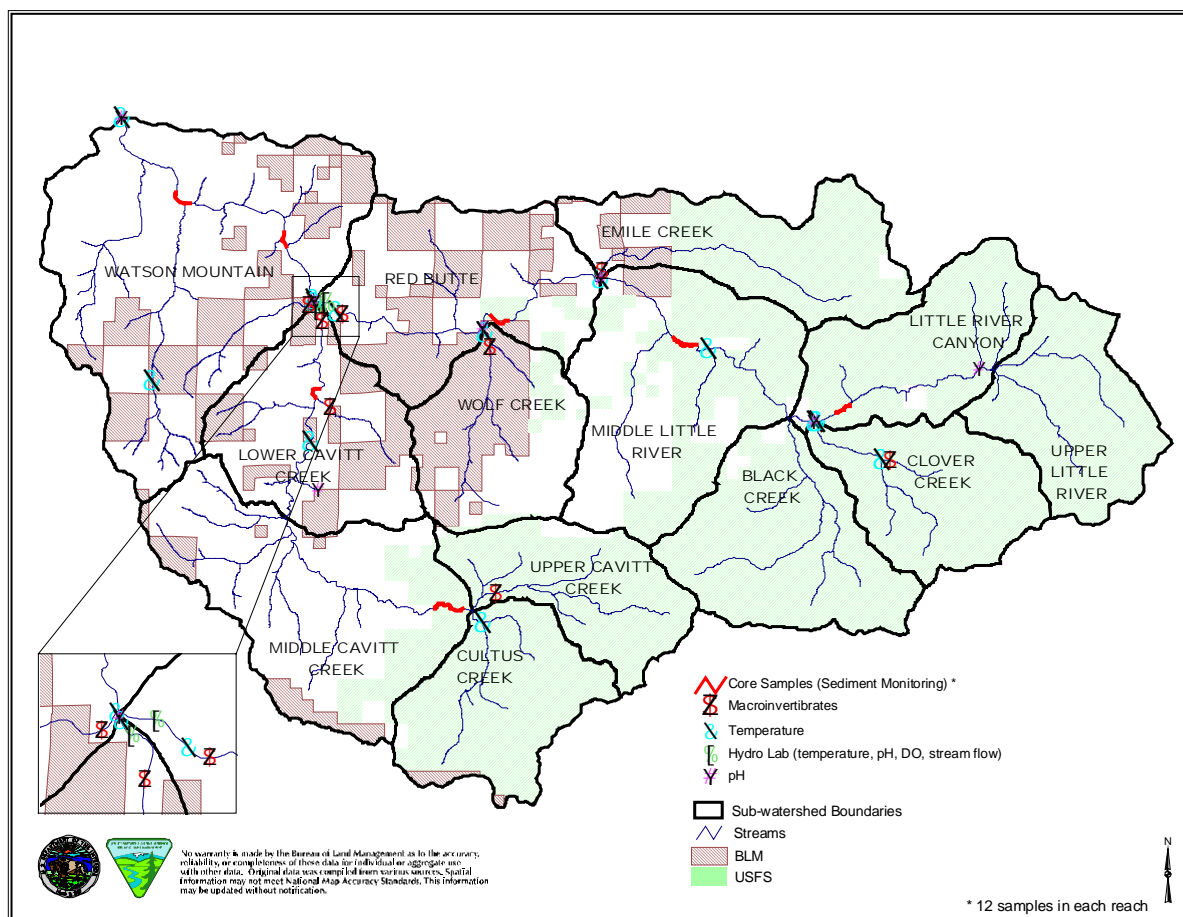 EMILE CREEK
WATSON MOUNTAIN
RED BUTTE
LITTLE RIVER
CANYON
WOLF CREEK
MIDDLE LITTLE
RIVER
LOWER CAVITT
CREEK
BLACK
CREEK
CLOVER
CREEK
UPPER
LITTLE
RIVER
UPPER CAVITT
CREEK
MIDDLE CAVITT
CREEK
CULTUS
CREEK
Core Samples (Sediment Monitoring) *
Macroinvertibrates
Temperature
Hydro Lab (temperature, pH, DO, stream flow)
pH
Sub-watershed Boundaries
Streams
BLM
USFS
No warranty is made by the Bureau of Land Management as to the accuracy,
reliability, or completeness of these data for individual or aggregate use
with other data. Original data was compiled from various sources. Spatial
information may not meet National Map Accuracy Standards. This information
may be updated without notification.
N
* 12 samples in each reach